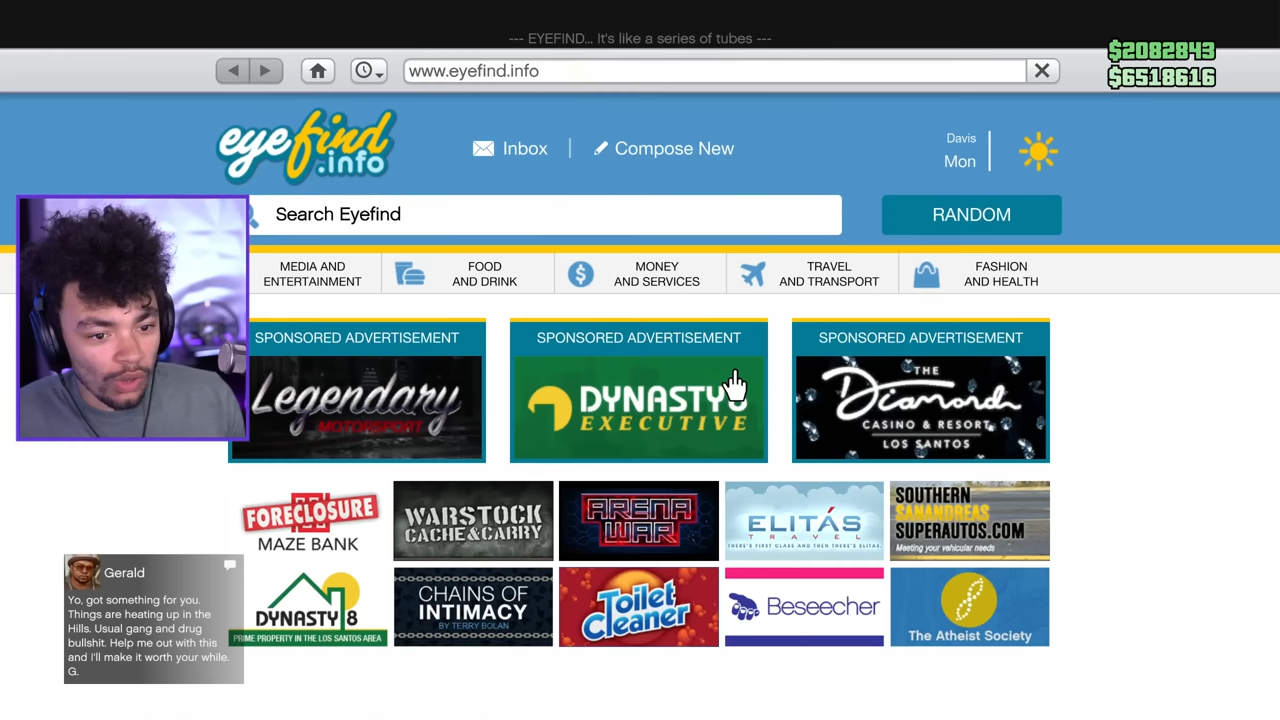 --- EYEFIND... It's like a series of tubes ---
$2082843
$6518616
www.eyefind.info
eyefind
.info
Inbox
Compose New
Davis
Mon
Search Eyefind
RANDOM
MEDIA AND
ENTERTAINMENT
FOOD
AND DRINK
MONEY
AND SERVICES
TRAVEL
AND TRANSPORT
FASHION
AND HEALTH
SPONSORED ADVERTISEMENT
Legendary
MOTORSPORT
SPONSORED ADVERTISEMENT
DYNASTY8
EXECUTIVE
SPONSORED ADVERTISEMENT
THE
Diamond
CASINO & RESORT
LOS SANTOS
FORECLOSURE
MAZE BANK
WARSTOCK
CACHE&CARRY
ARENA
WAR
ELITÁS
TRAVEL
THERE'S FIRST CLASS AND THEN THERE'S ELITAS.
SOUTHERN
SANANDREAS
SUPERAUTOS.COM
Meeting your vehicular needs
DYNASTY 8
PRIME PROPERTY IN THE LOS SANTOS AREA
CHAINS OF
INTIMACY
BY TERRY BOLAN
Toilet
Cleaner
Beseecher
The Atheist Society
Gerald
Yo, got something for you.
Things are heating up in the
Hills. Usual gang and drug
bullshit. Help me out with this
and I'll make it worth your while.
G.